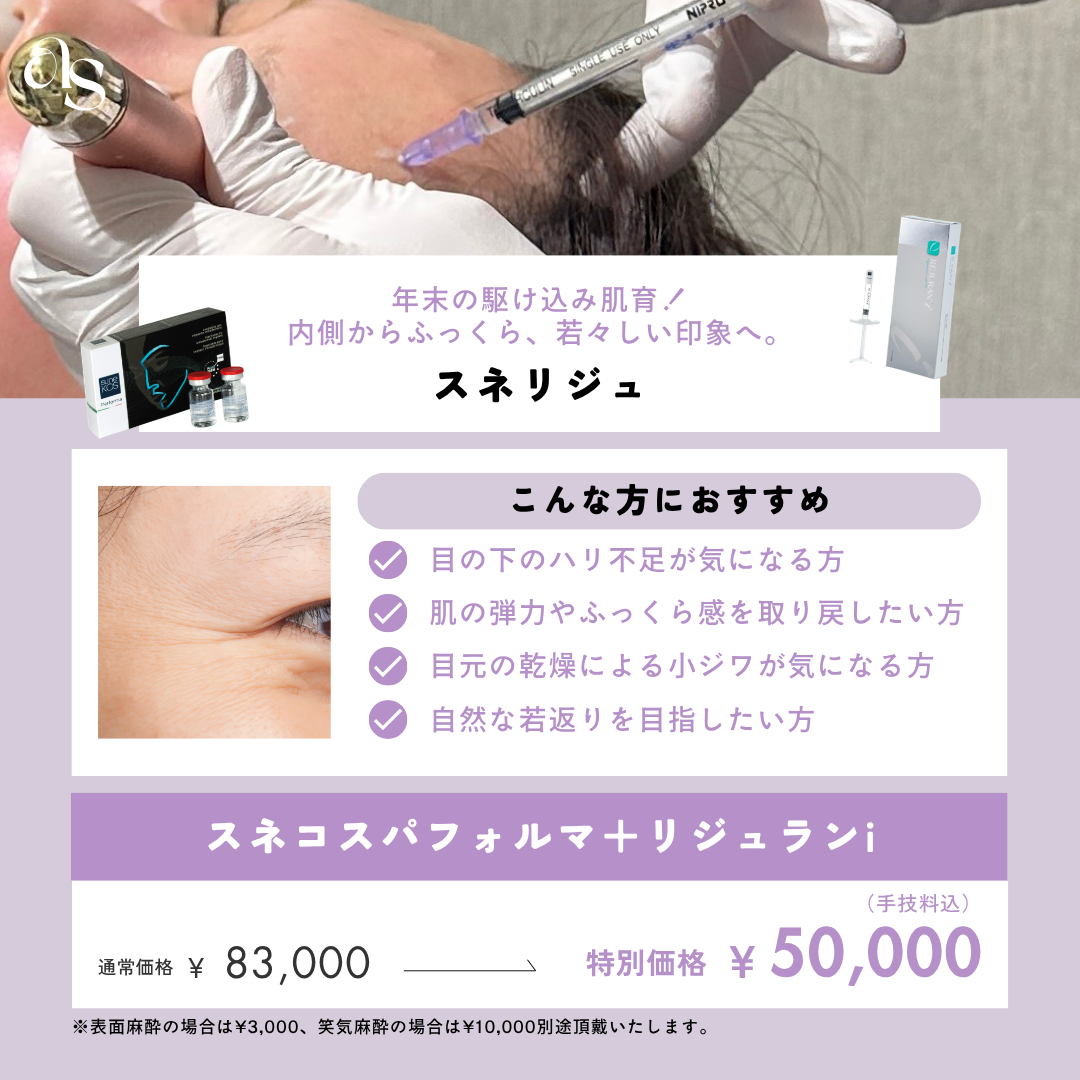 as
NIPRO
SINGLE USE ONLY
年末の駆け込み肌育！
内側からふっくら、若々しい印象へ。
スネリジュ
SUNE
KOS
Performa
こんな方におすすめ
目の下のハリ不足が気になる方
肌の弾力やふっくら感を取り戻したい方
目元の乾燥による小ジワが気になる方
自然な若返りを目指したい方
スネコスパフォルマ＋リジュランi
（手技料込）
通常価格 ¥ 83,000
特別価格 ¥ 50,000
※表面麻酔の場合は¥3,000、笑気麻酔の場合は¥10,000別途頂戴いたします。